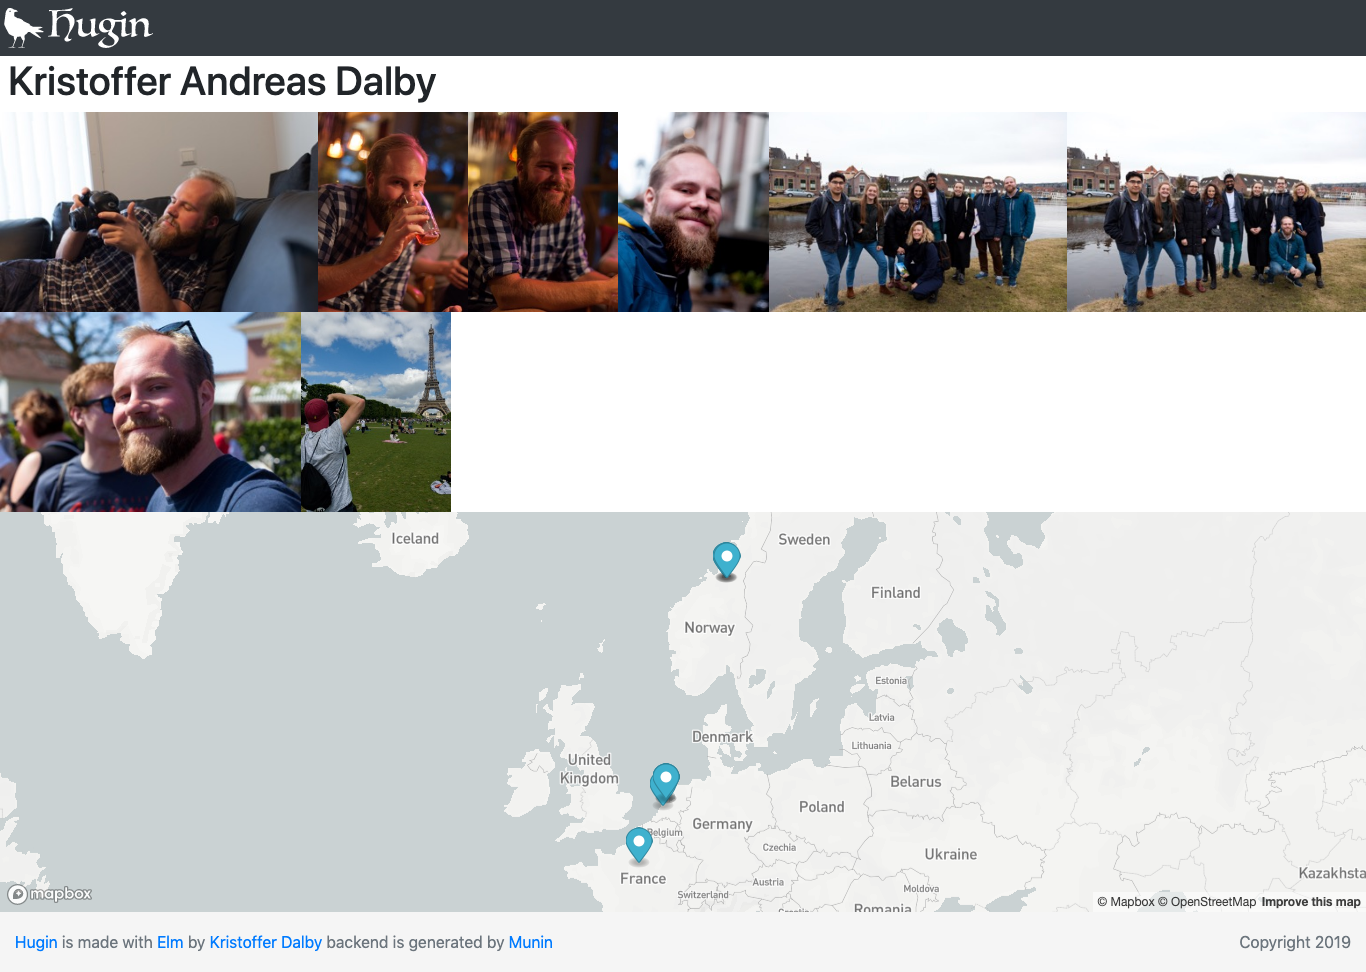 Hugin
Kristoffer Andreas Dalby
Iceland
Sweden
Finland
Norway
Estonia
Latvia
Denmark
Lithuania
United
Kingdom
Belarus
Poland
Germany
Belgium
Czechia
Ukraine
France
Austria
Moldova
Switzerland
Kazakhsta
Romania
mapbox
© Mapbox © OpenStreetMap Improve this map
Hugin is made with Elm by Kristoffer Dalby backend is generated by Munin
Copyright 2019